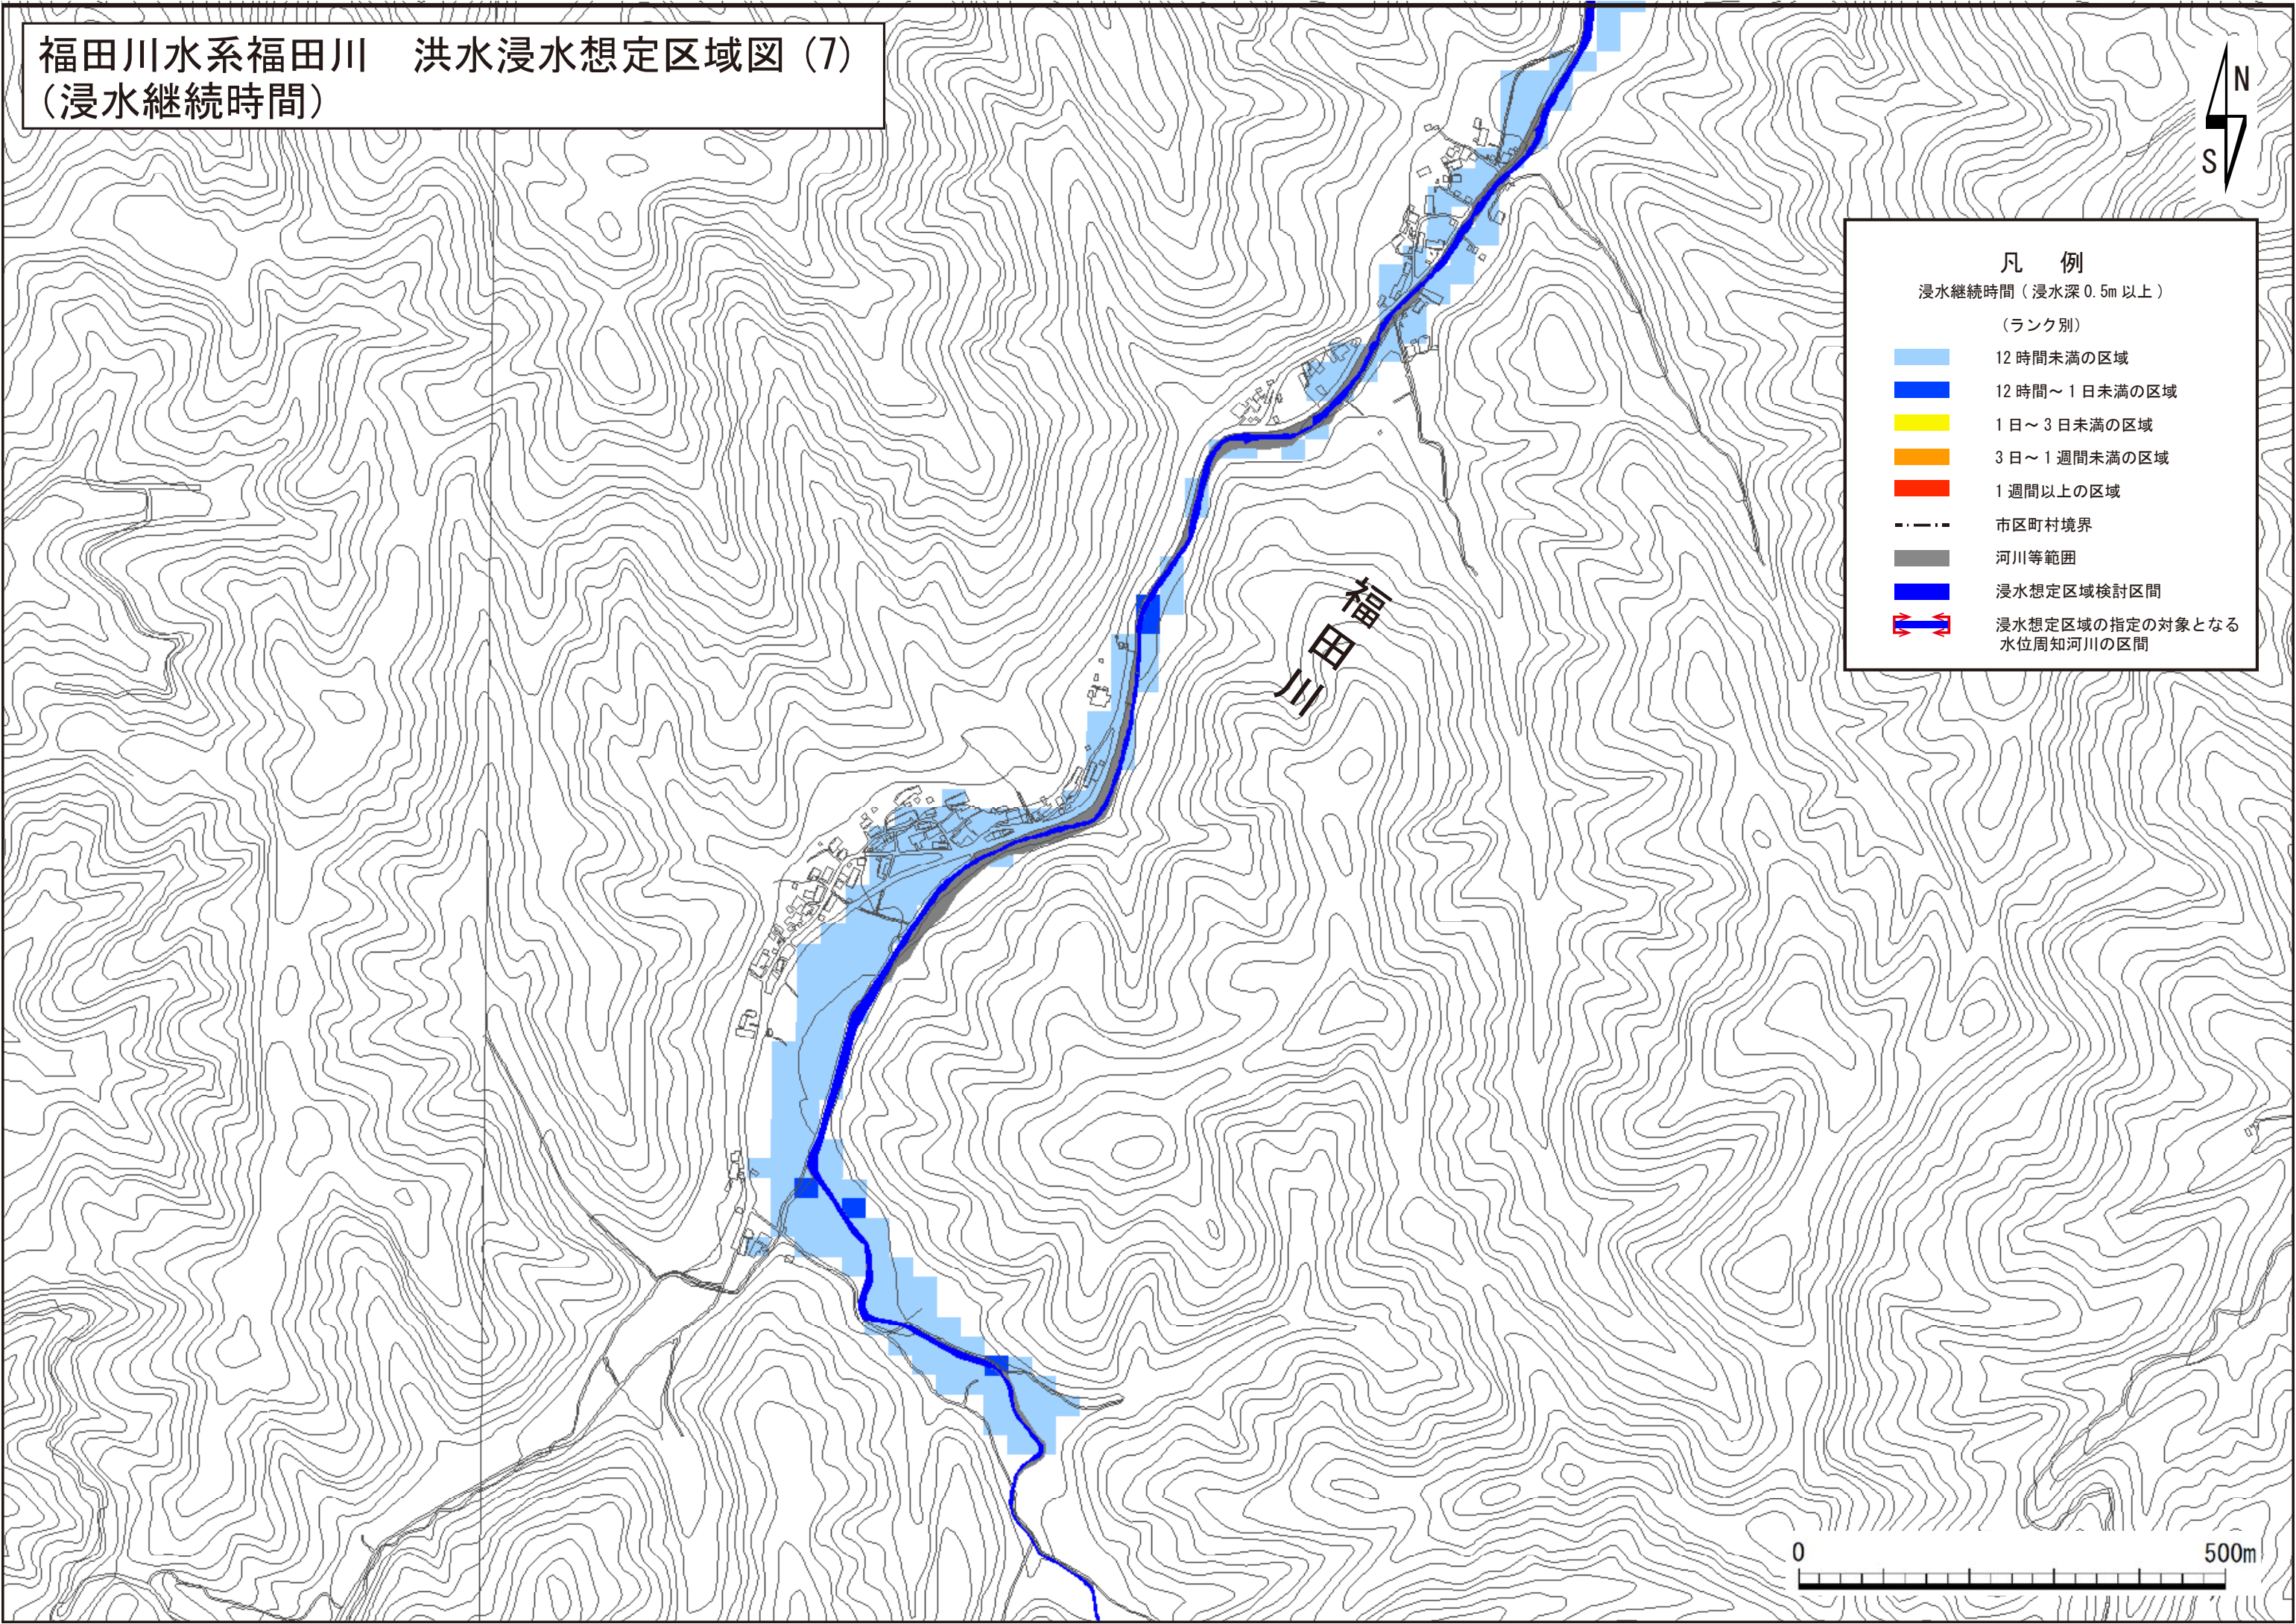 福田川水系福田川　洪水浸水想定区域図（7）
（浸水継続時間）
N
S
凡　例
浸水継続時間（浸水深0.5m以上）
（ランク別）
12時間未満の区域
12時間～1日未満の区域
1日～3日未満の区域
3日～1週間未満の区域
1週間以上の区域
市区町村境界
河川等範囲
浸水想定区域検討区間
浸水想定区域の指定の対象となる
水位周知河川の区間
福田川
0 500m